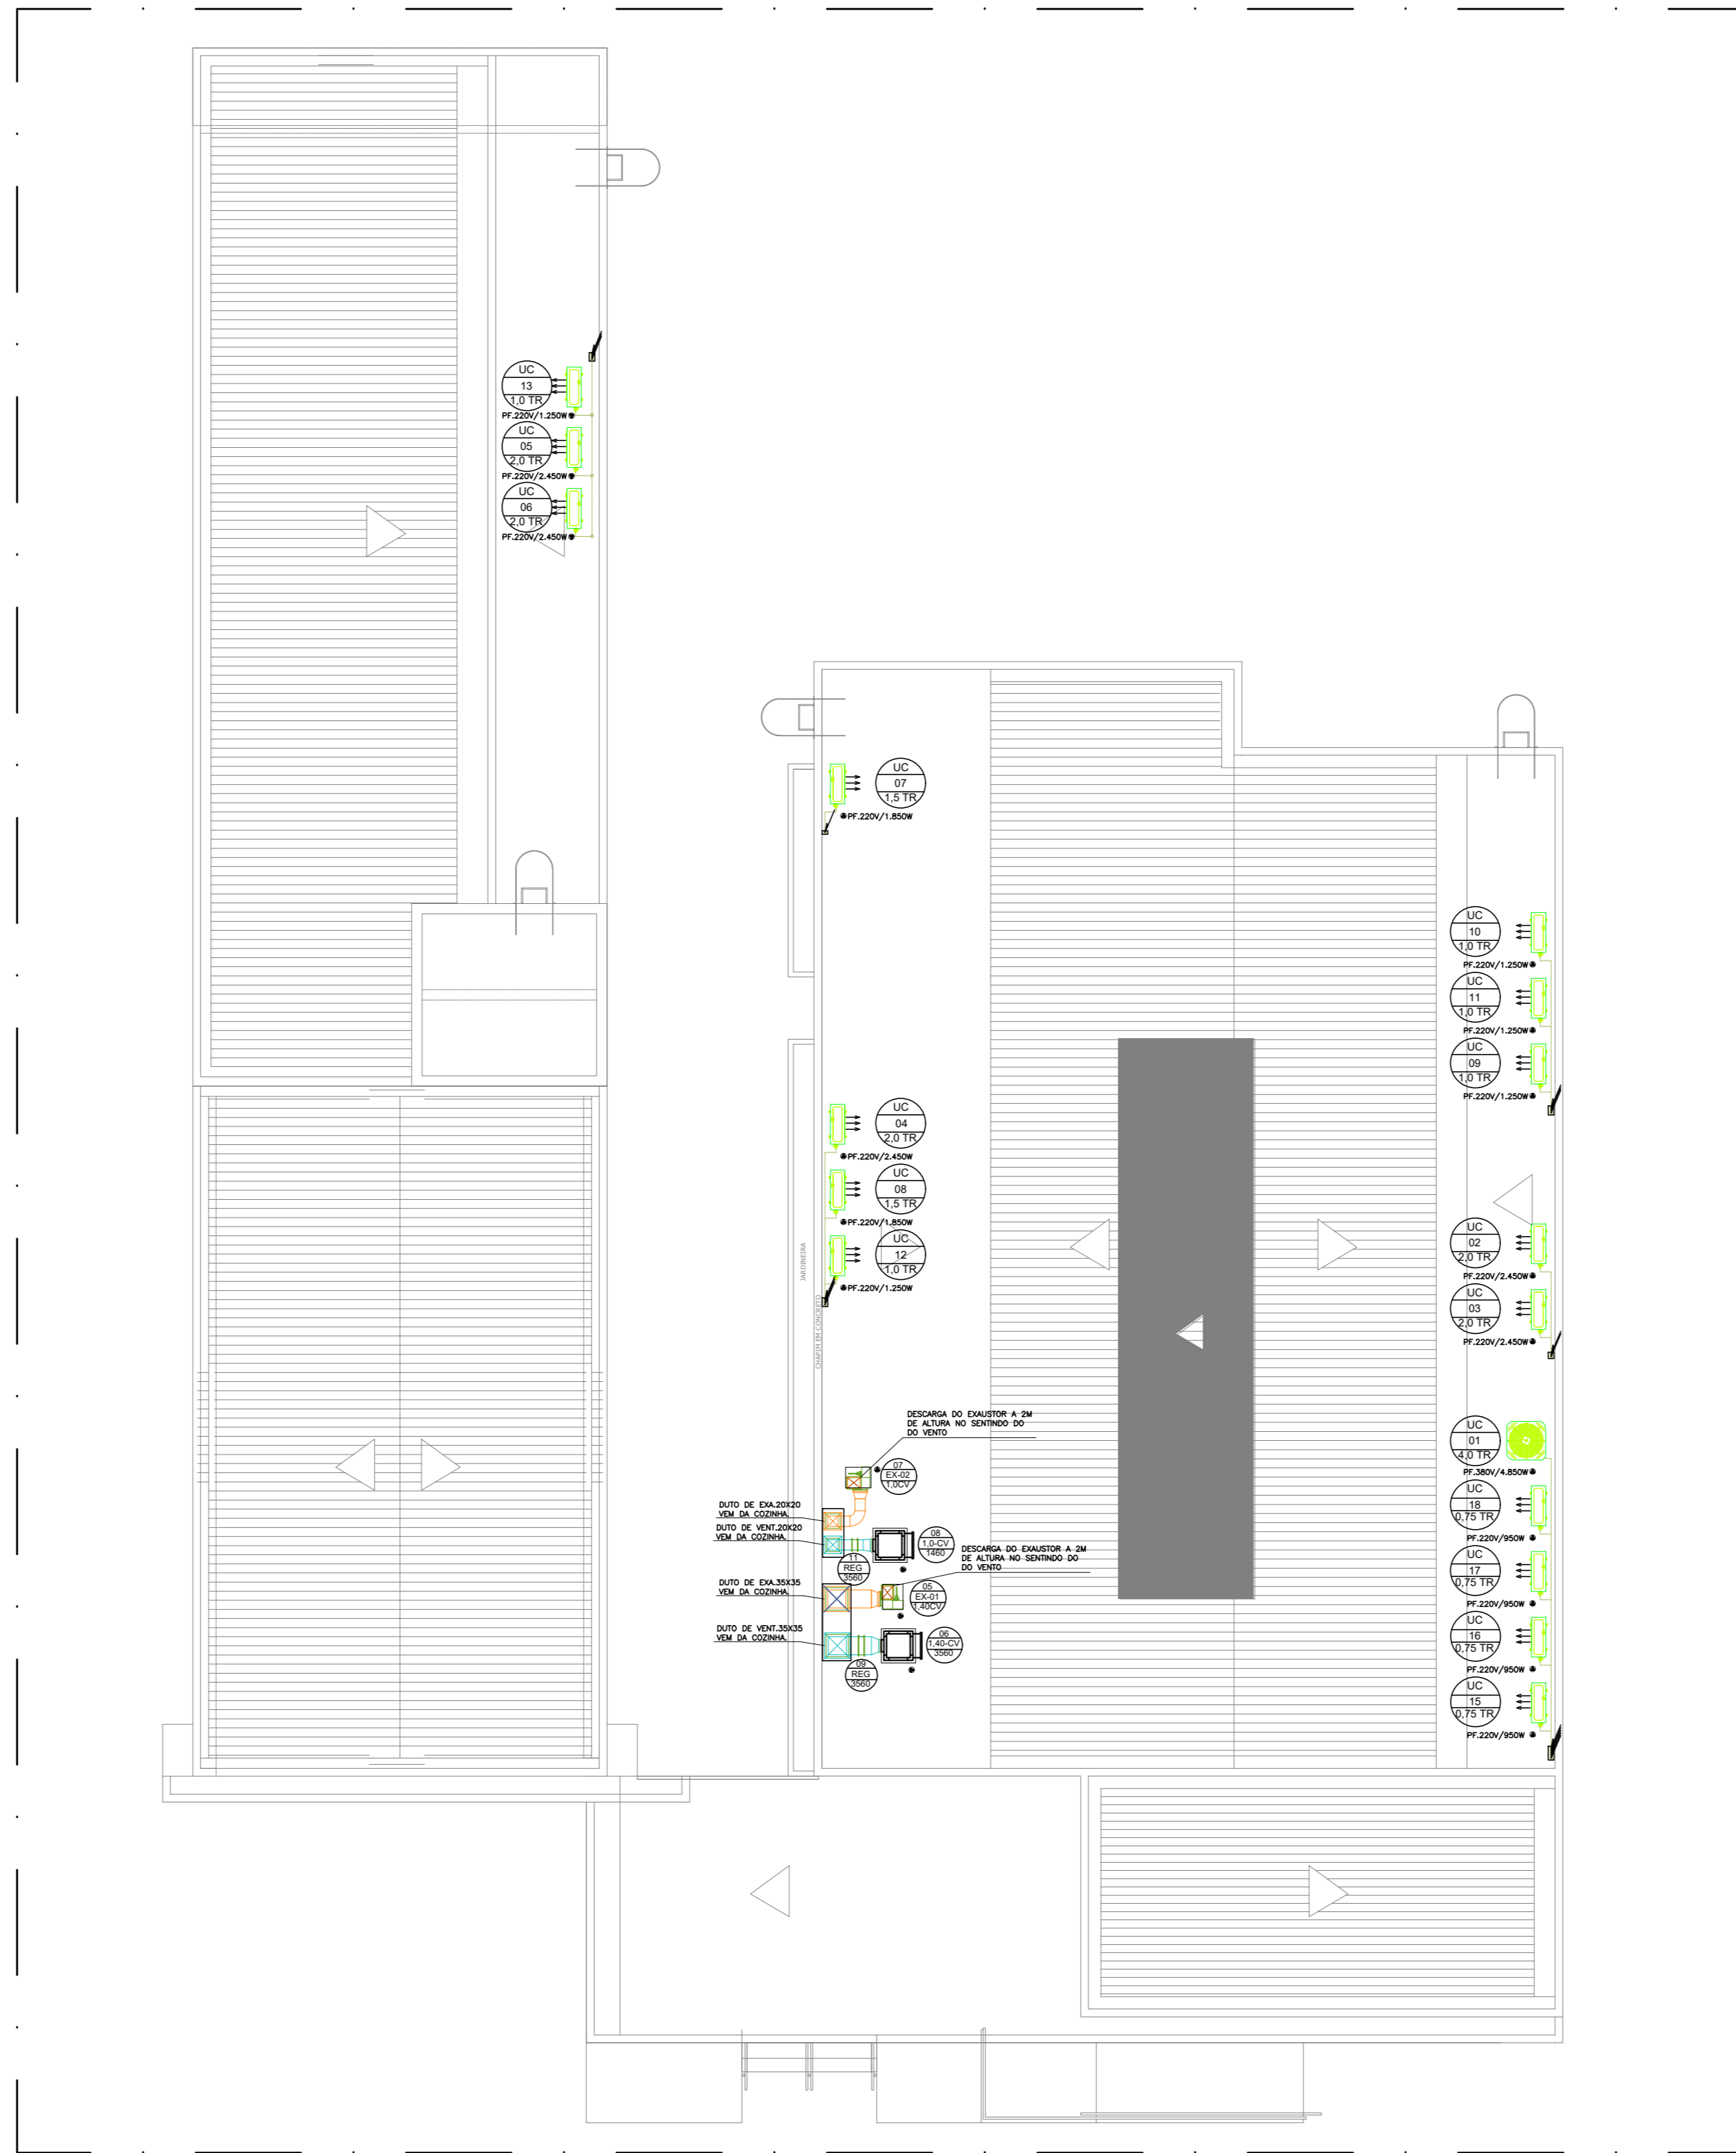 UC
13
1,0 TR
PF.220V/1.250W
UC
05
2,0 TR
PF.220V/2.450W
UC
06
2,0 TR
PF.220V/2.450W
UC
07
1,5 TR
PF.220V/1.850W
UC
10
1,0 TR
PF.220V/1.250W
UC
11
1,0 TR
PF.220V/1.250W
UC
09
1,0 TR
PF.220V/1.250W
UC
04
2,0 TR
PF.220V/2.450W
UC
08
1,5 TR
PF.220V/1.850W
UC
12
1,0 TR
PF.220V/1.250W
JARDINEIRA
CHAPIM EM CONCRETO
UC
02
2,0 TR
PF.220V/2.450W
UC
03
2,0 TR
PF.220V/2.450W
DESCARGA DO EXAUSTOR A 2M
DE ALTURA NO SENTINDO DO
DO VENTO
UC
01
4,0 TR
PF.380V/4.850W
07
EX-02
1,0CV
DUTO DE EXA.20X20
VEM DA COZINHA.
DUTO DE VENT.20X20
VEM DA COZINHA.
08
1,0-CV
1460
11
REG
3560
DESCARGA DO EXAUSTOR A 2M
DE ALTURA NO SENTINDO DO
DO VENTO
DUTO DE EXA.35X35
VEM DA COZINHA.
05
EX-01
1,40CV
DUTO DE VENT.35X35
VEM DA COZINHA.
06
1,40-CV
3560
09
REG
3560
UC
18
0,75 TR
PF.220V/950W
UC
17
0,75 TR
PF.220V/950W
UC
16
0,75 TR
PF.220V/950W
UC
15
0,75 TR
PF.220V/950W